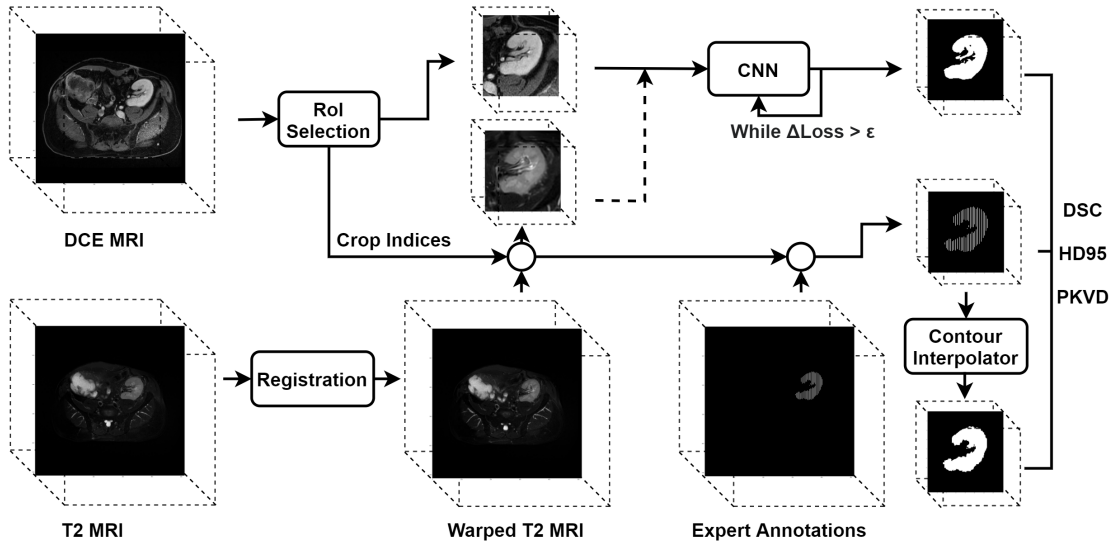 DCE MRI
RoI
Selection
CNN
While ΔLoss > ε
Crop Indices
DSC
HD95
PKVD
Contour
Interpolator
Registration
T2 MRI
Warped T2 MRI
Expert Annotations